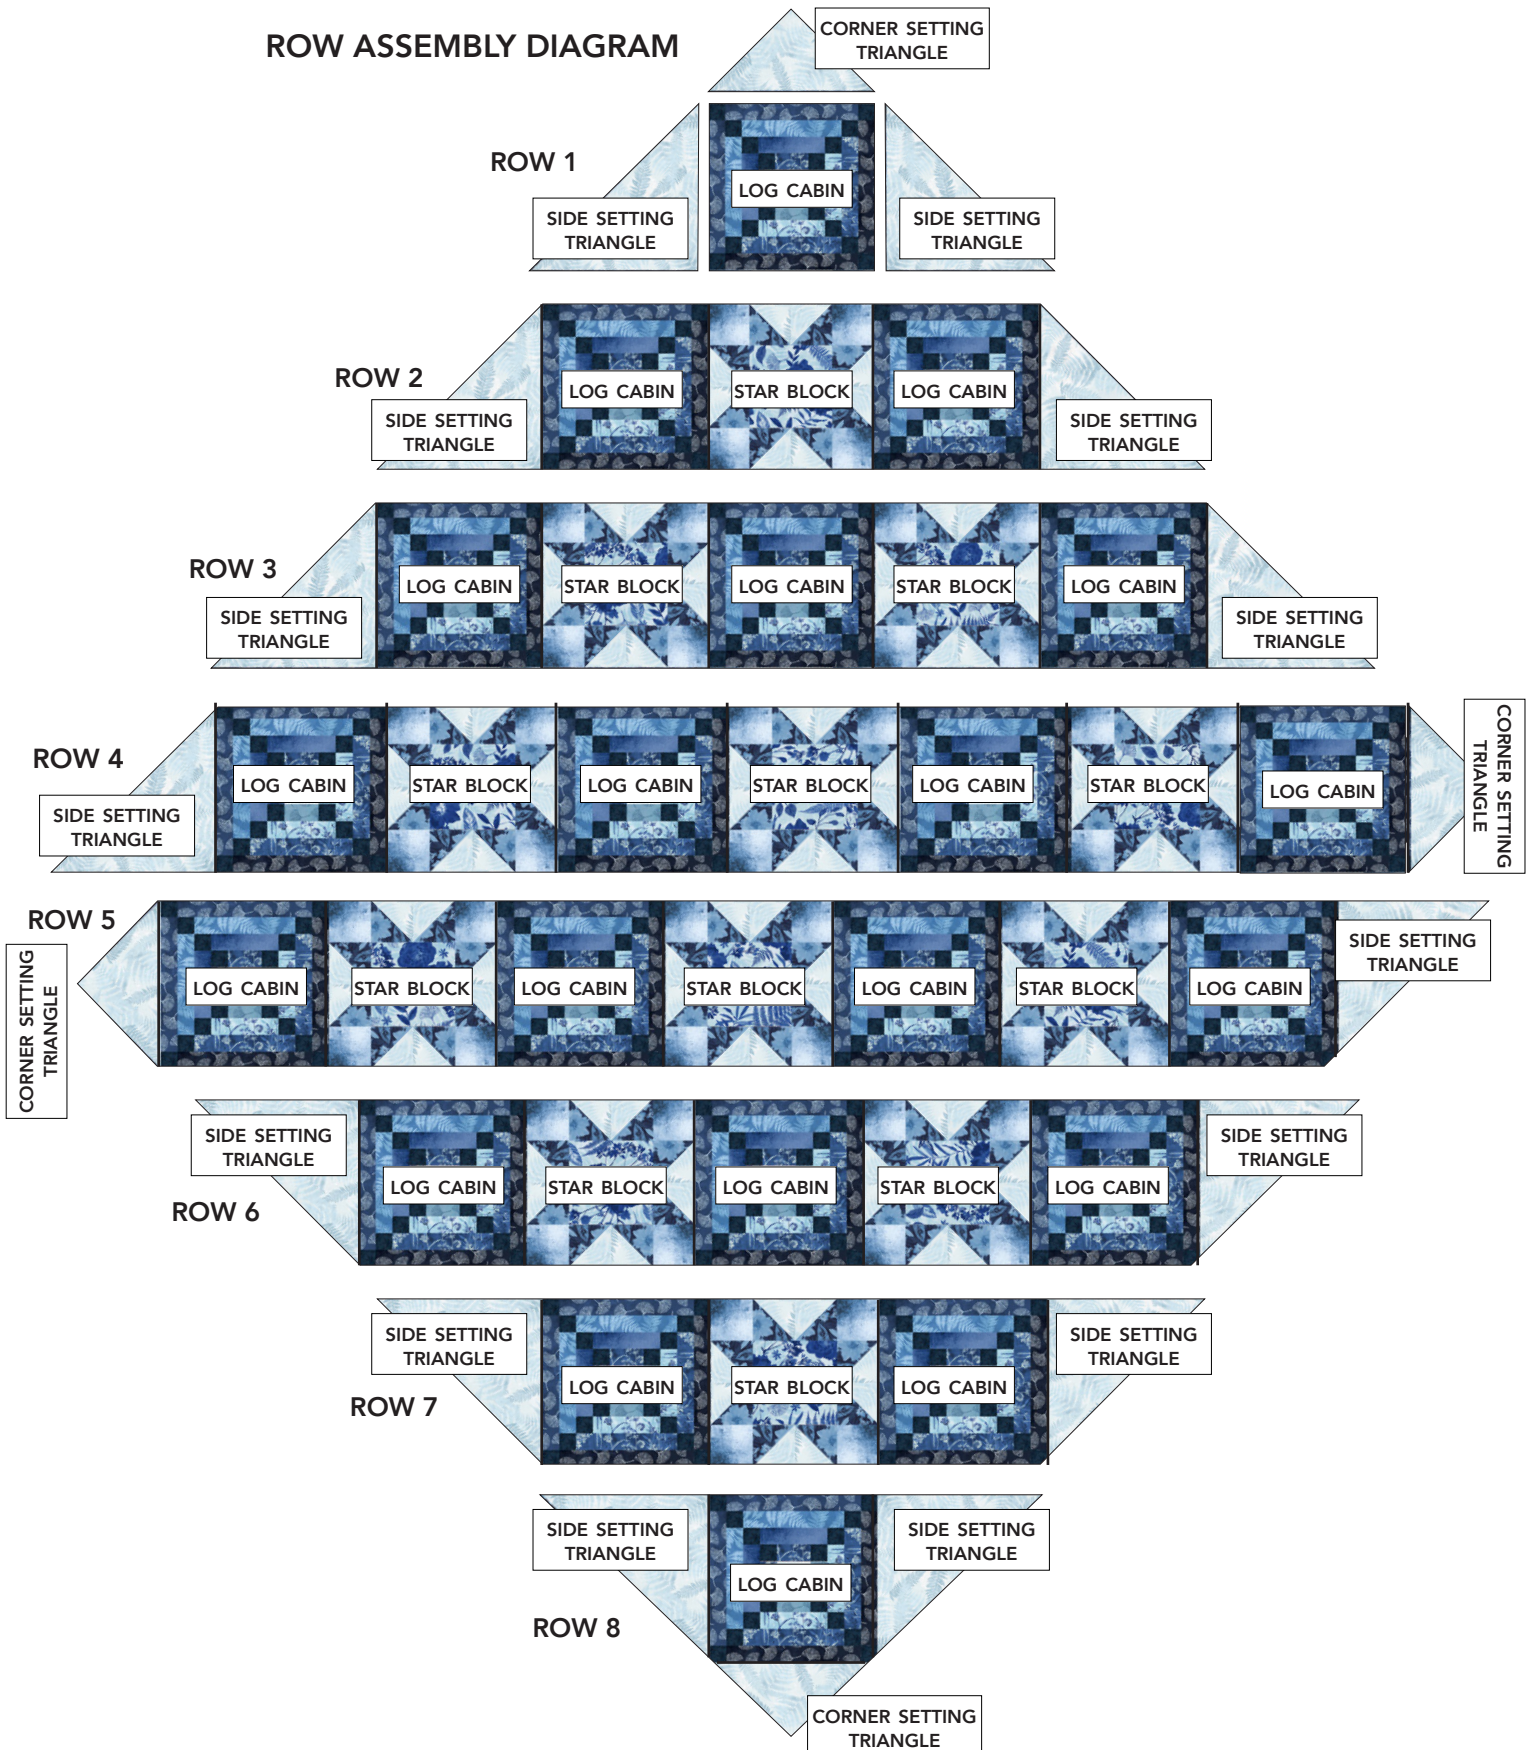 ROW ASSEMBLY DIAGRAM
CORNER SETTING
TRIANGLE
ROW 1
LOG CABIN
SIDE SETTING
TRIANGLE
SIDE SETTING
TRIANGLE
ROW 2
LOG CABIN
STAR BLOCK
LOG CABIN
SIDE SETTING
TRIANGLE
SIDE SETTING
TRIANGLE
ROW 3
LOG CABIN
STAR BLOCK
LOG CABIN
STAR BLOCK
LOG CABIN
SIDE SETTING
TRIANGLE
SIDE SETTING
TRIANGLE
ROW 4
LOG CABIN
STAR BLOCK
LOG CABIN
STAR BLOCK
LOG CABIN
STAR BLOCK
LOG CABIN
CORNER SETTING
TRIANGLE
SIDE SETTING
TRIANGLE
ROW 5
CORNER SETTING
TRIANGLE
LOG CABIN
STAR BLOCK
LOG CABIN
STAR BLOCK
LOG CABIN
STAR BLOCK
LOG CABIN
SIDE SETTING
TRIANGLE
SIDE SETTING
TRIANGLE
LOG CABIN
STAR BLOCK
LOG CABIN
STAR BLOCK
LOG CABIN
SIDE SETTING
TRIANGLE
ROW 6
SIDE SETTING
TRIANGLE
LOG CABIN
STAR BLOCK
LOG CABIN
SIDE SETTING
TRIANGLE
ROW 7
SIDE SETTING
TRIANGLE
LOG CABIN
SIDE SETTING
TRIANGLE
ROW 8
CORNER SETTING
TRIANGLE